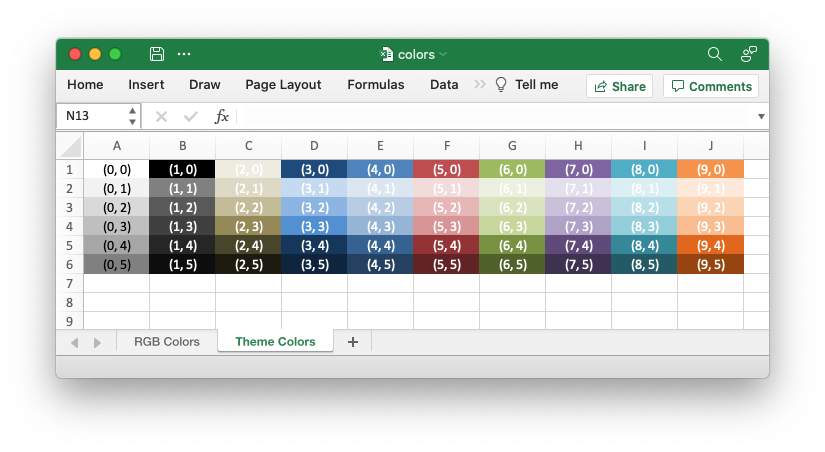 colors
Home Insert Draw Page Layout Formulas Data Tell me Share Comments
N13 fx
A B C D E F G H I J
1 (0, 0) (1, 0) (2, 0) (3, 0) (4, 0) (5, 0) (6, 0) (7, 0) (8, 0) (9, 0)
2 (0, 1) (1, 1) (2, 1) (3, 1) (4, 1) (5, 1) (6, 1) (7, 1) (8, 1) (9, 1)
3 (0, 2) (1, 2) (2, 2) (3, 2) (4, 2) (5, 2) (6, 2) (7, 2) (8, 2) (9, 2)
4 (0, 3) (1, 3) (2, 3) (3, 3) (4, 3) (5, 3) (6, 3) (7, 3) (8, 3) (9, 3)
5 (0, 4) (1, 4) (2, 4) (3, 4) (4, 4) (5, 4) (6, 4) (7, 4) (8, 4) (9, 4)
6 (0, 5) (1, 5) (2, 5) (3, 5) (4, 5) (5, 5) (6, 5) (7, 5) (8, 5) (9, 5)
7
8
9
RGB Colors Theme Colors +